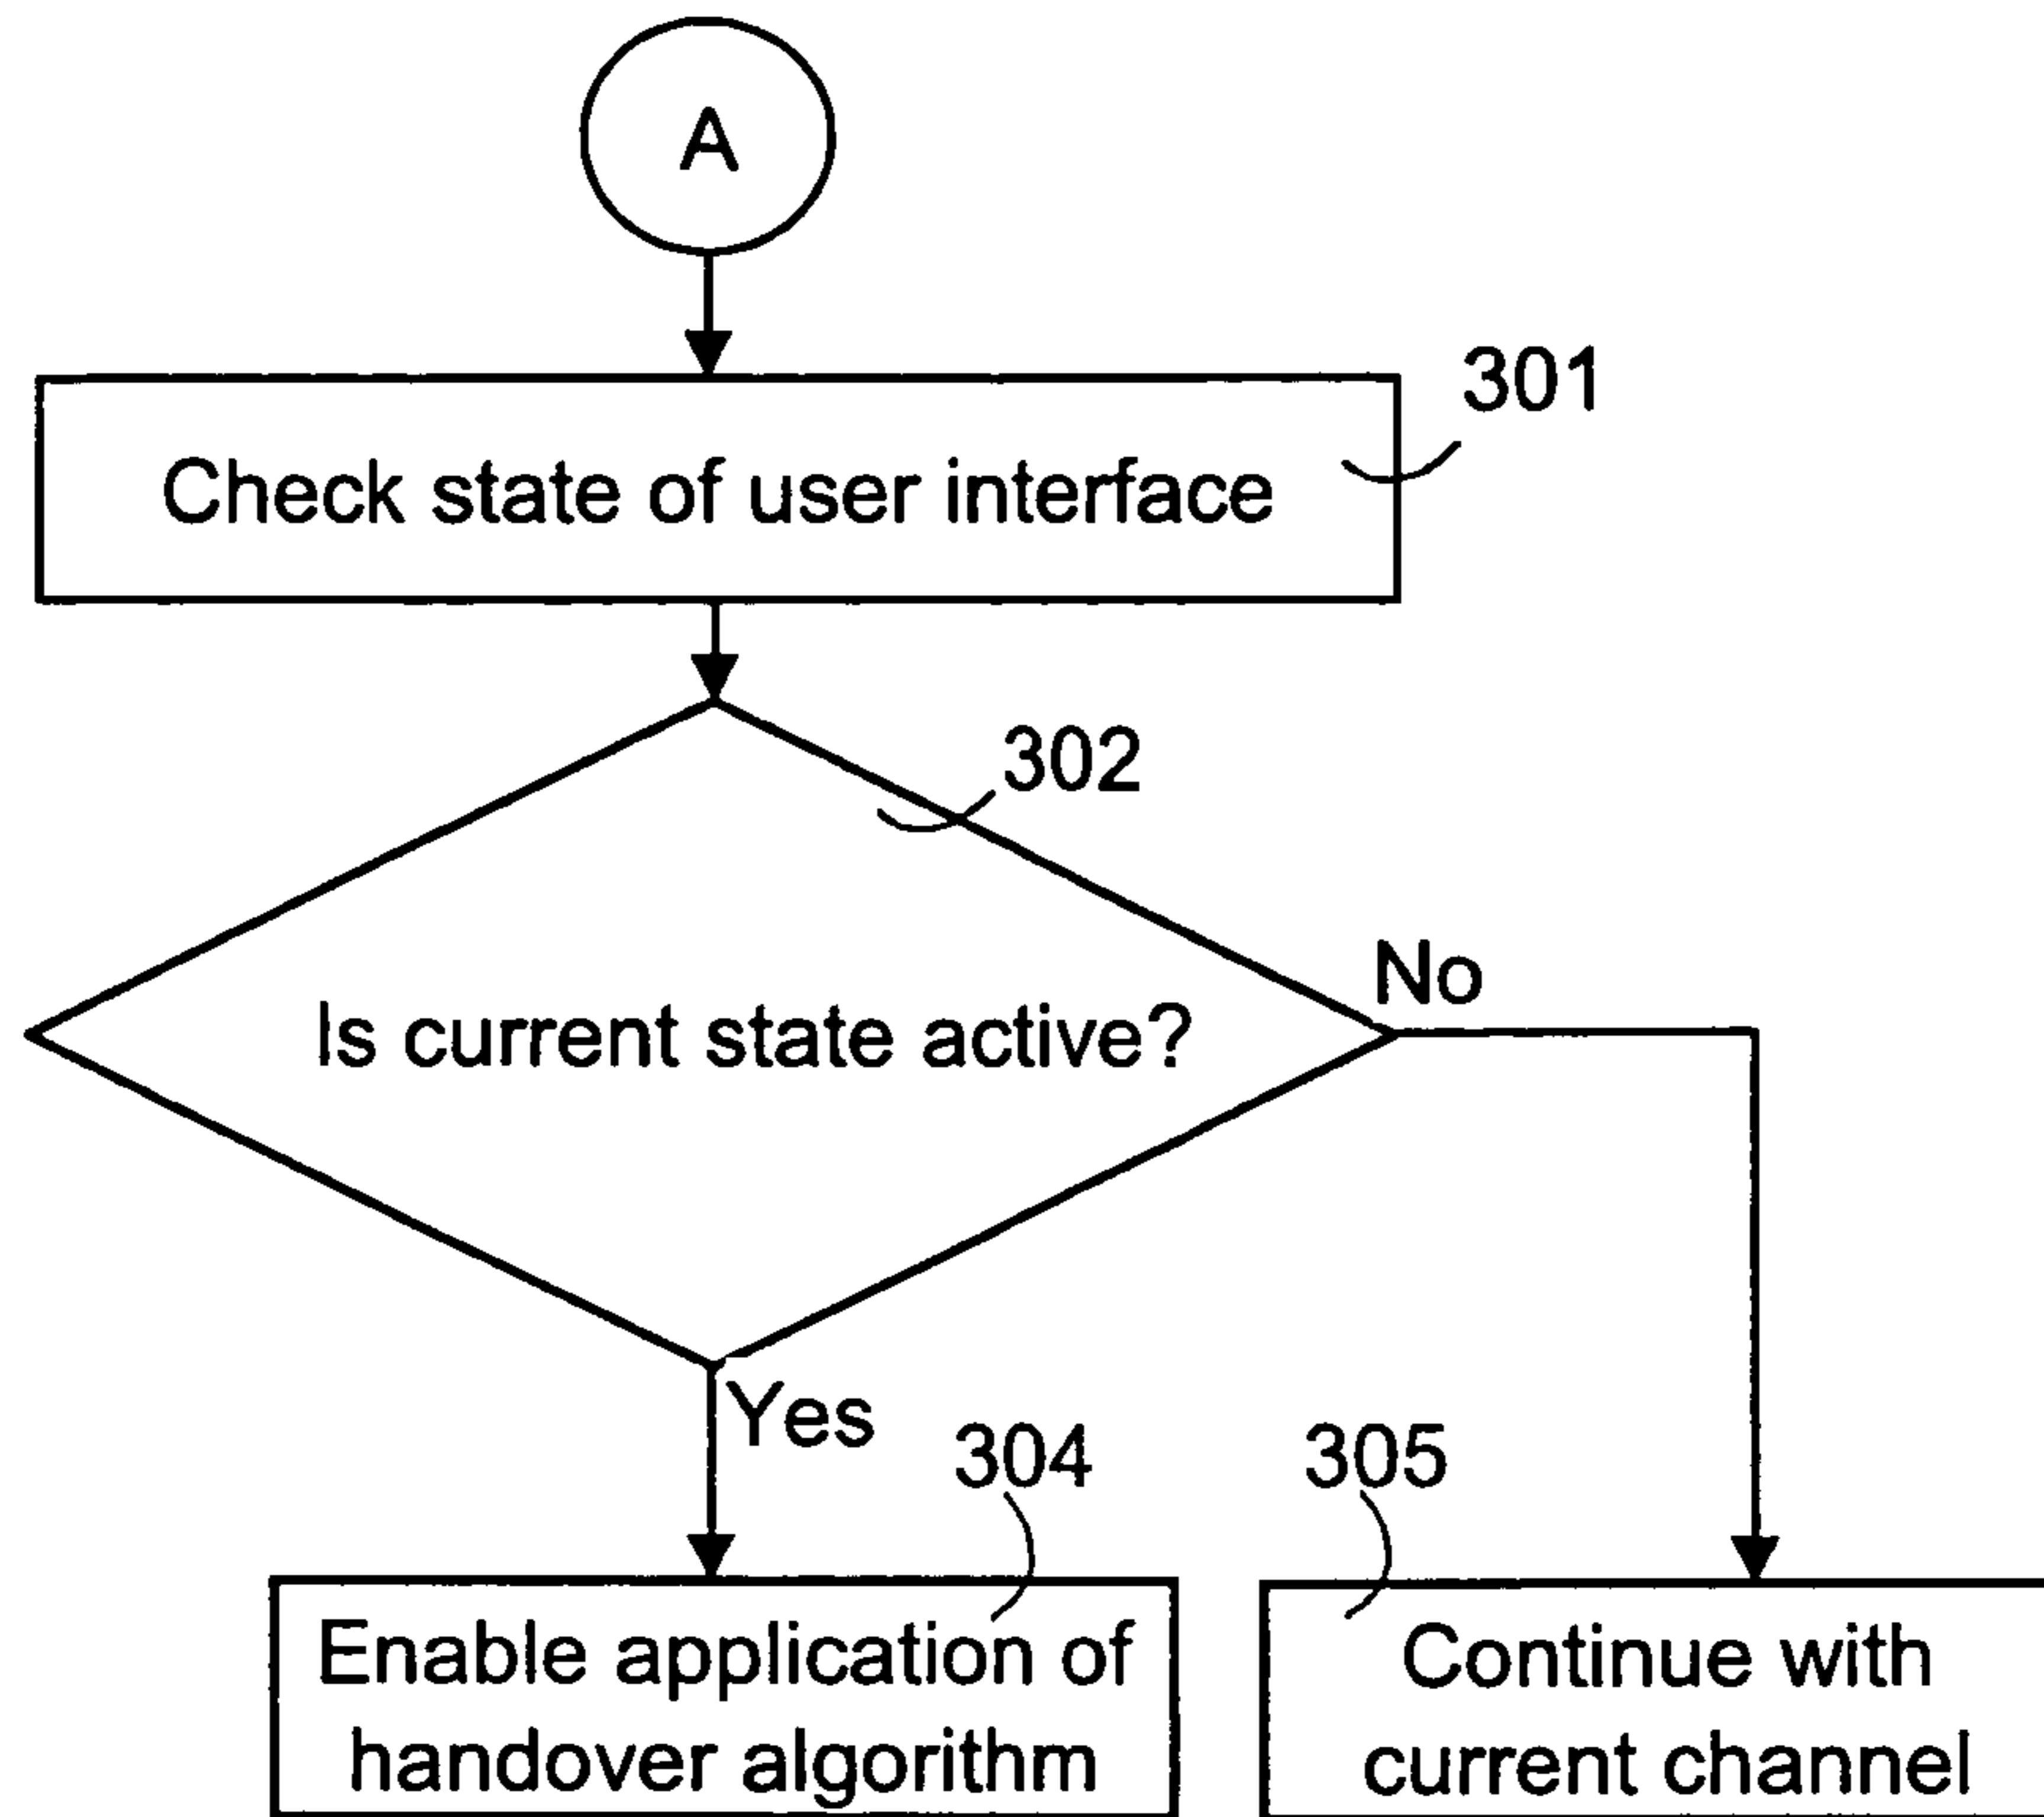 A
301
Check state of user interface
302
Is current state active?
No
Yes
304
305
Enable application of
handover algorithm
Continue with
current channel